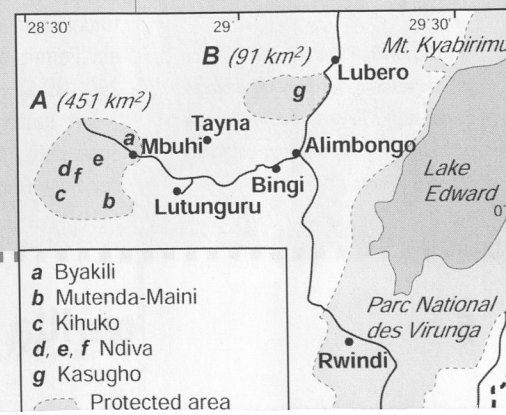 28°30'
29°
29°30'
Mt. Kyabirimu
B (91 km²)
Lubero
g
A (451 km²)
Tayna
a
Mbuhi
Alimbongo
e
d
f
Bingi
Lake
Edward
c
b
Lutunguru
0°
a Byakili
b Mutenda-Maini
c Kihuko
d, e, f Ndiva
g Kasugho
Protected area
Parc National
des Virunga
Rwindi